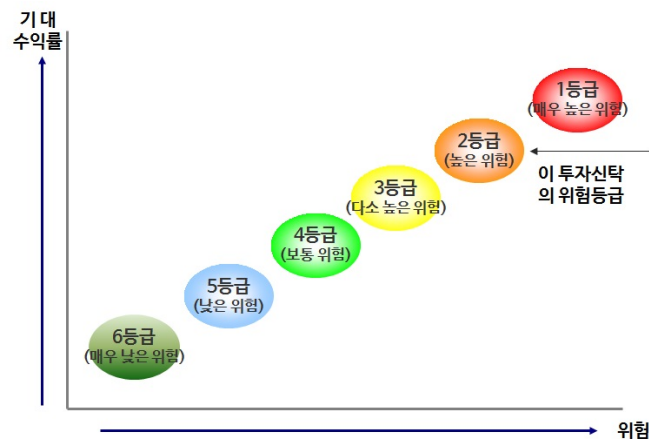 기 대
수익률
1등급
(매우 높은 위험)
2등급
(높은 위험)
이 투자신탁
의 위험등급
3등급
(다소 높은 위험)
4등급
(보통 위험)
5등급
(낮은 위험)
6등급
(매우 낮은 위험)
위험